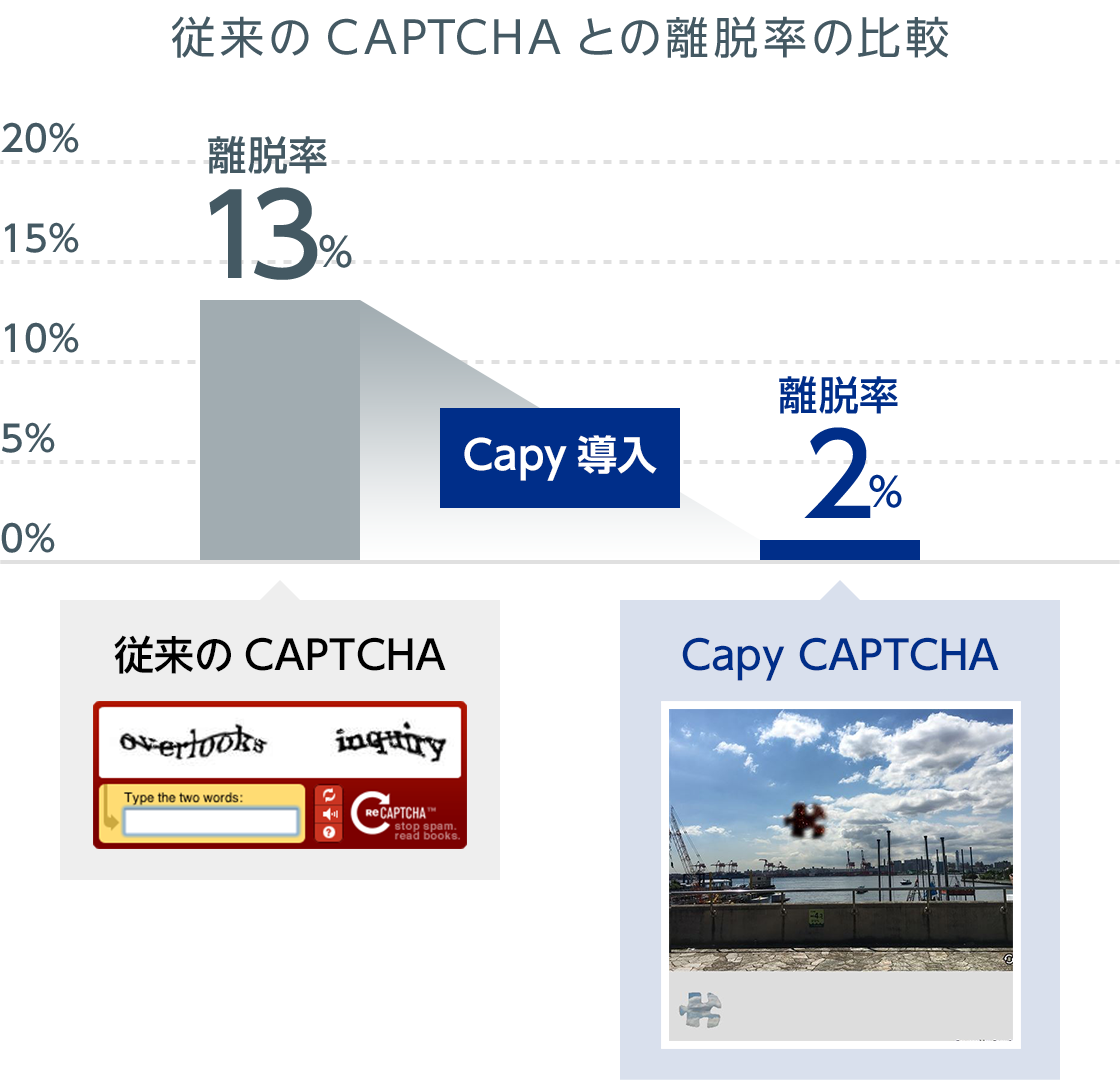 従来の CAPTCHA との離脱率の比較
20%
離脱率
13%
15%
10%
離脱率
5%
Capy 導入
2%
0%
従来の CAPTCHA
Capy CAPTCHA
overlooks inquiry
Type the two words:
reCAPTCHA™
stop spam.
read books.